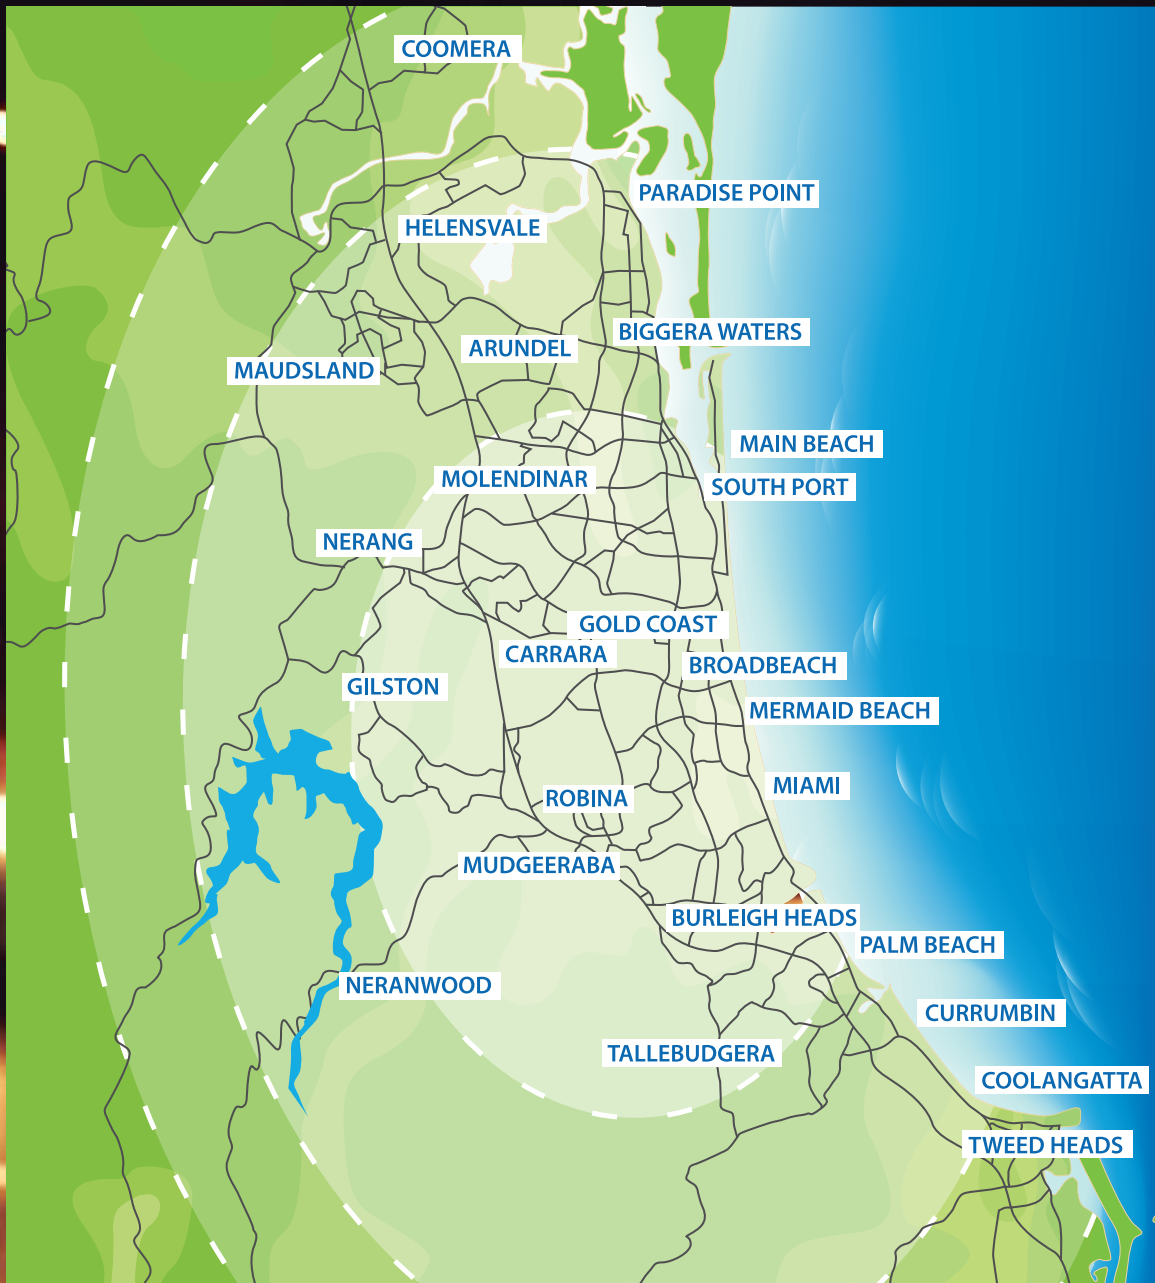 COOMERA
PARADISE POINT
HELENSVALE
BIGGERA WATERS
ARUNDEL
MAUDSLAND
MAIN BEACH
MOLENDINAR
SOUTH PORT
NERANG
GOLD COAST
CARRARA
BROADBEACH
GILSTON
MERMAID BEACH
MIAMI
ROBINA
MUDGEERABA
BURLEIGH HEADS
PALM BEACH
NERANWOOD
CURRUMBIN
TALLEBUDGERA
COOLANGATTA
TWEED HEADS